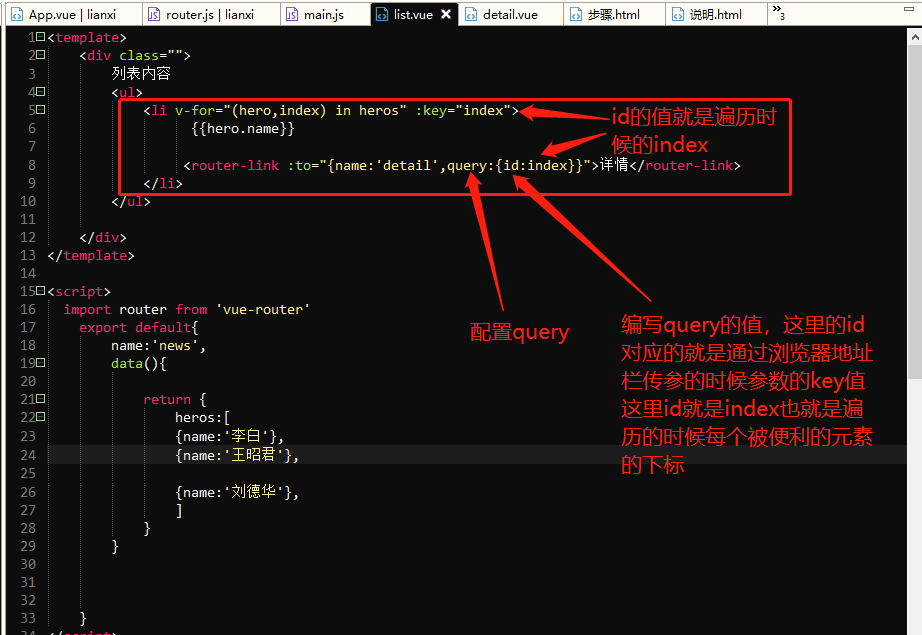 App.vue | lianxi
router.js | lianxi
main.js
list.vue
detail.vue
步骤.html
说明.html
3
1 <template>
2 <div class="">
3 列表内容
4 <ul>
5 <li v-for="(hero,index) in heros" :key="index">
6 {{hero.name}}
7
8 <router-link :to="{name:'detail',query:{id:index}}">详情</router-link>
9 </li>
10 </ul>
11
12 </div>
13 </template>
14
15 <script>
16 import router from 'vue-router'
17 export default{
18 name:'news',
19 data(){
20
21 return {
22 heros:[
23 {name:'李白'},
24 {name:'王昭君'},
25
26 {name:'刘德华'},
27 ]
28 }
29 }
30
31
32
33 }
34 </script>
id的值就是遍历时
候的index
配置query
编写query的值，这里的id
对应的就是通过浏览器地址
栏传参的时候参数的key值
这里id就是index也就是遍
历的时候每个被便利的元素
的下标